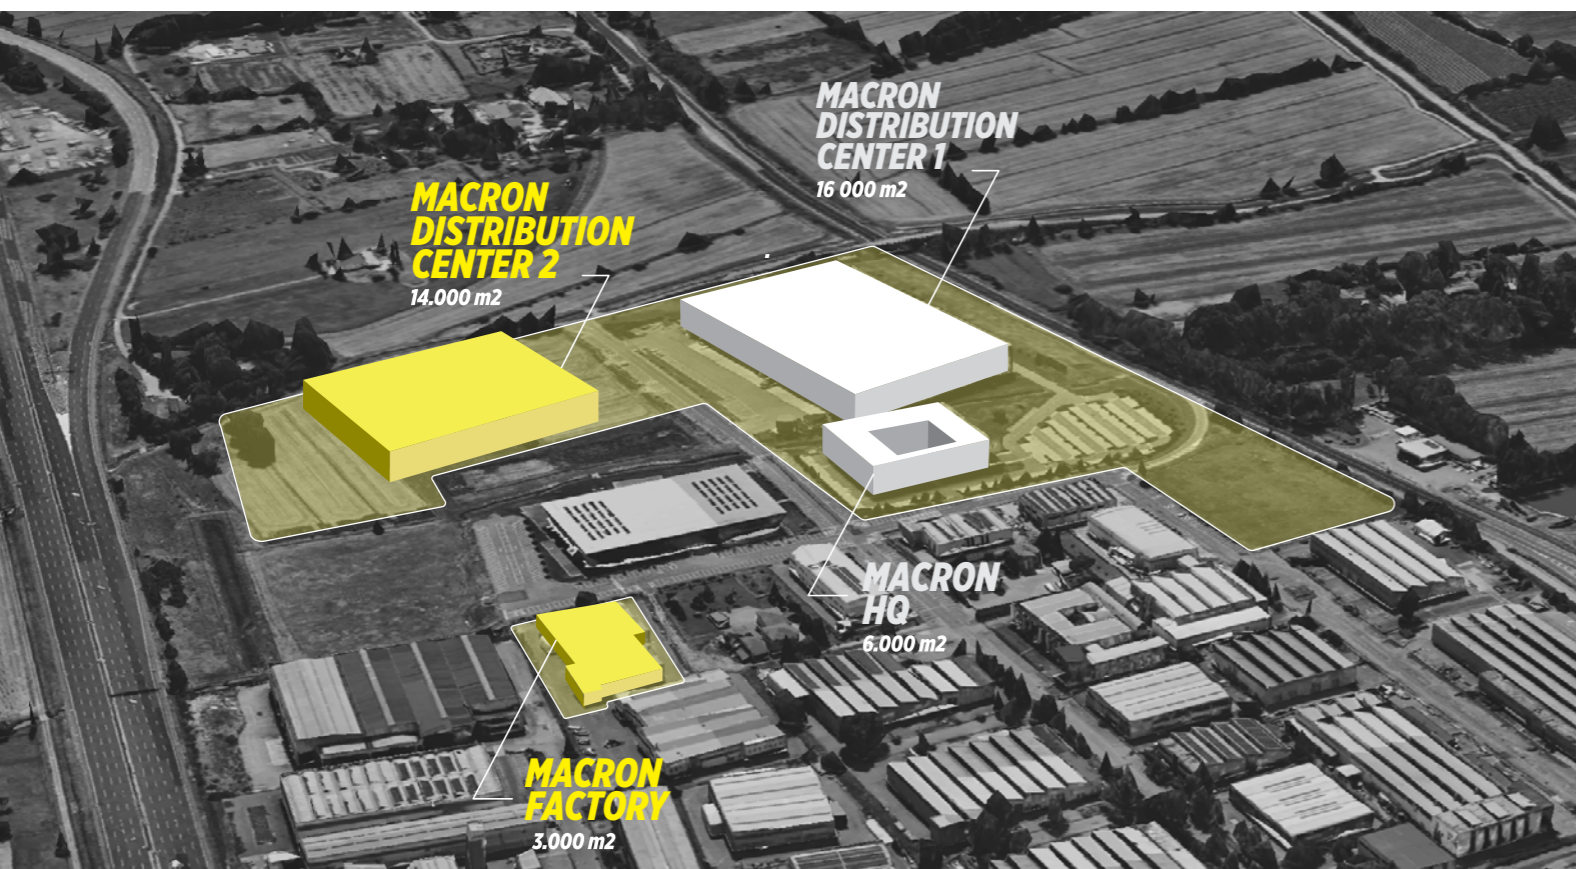 MACRON
DISTRIBUTION
CENTER 1
16 000 m2
MACRON
DISTRIBUTION
CENTER 2
14.000 m2
MACRON
HQ
6.000 m2
MACRON
FACTORY
3.000 m2